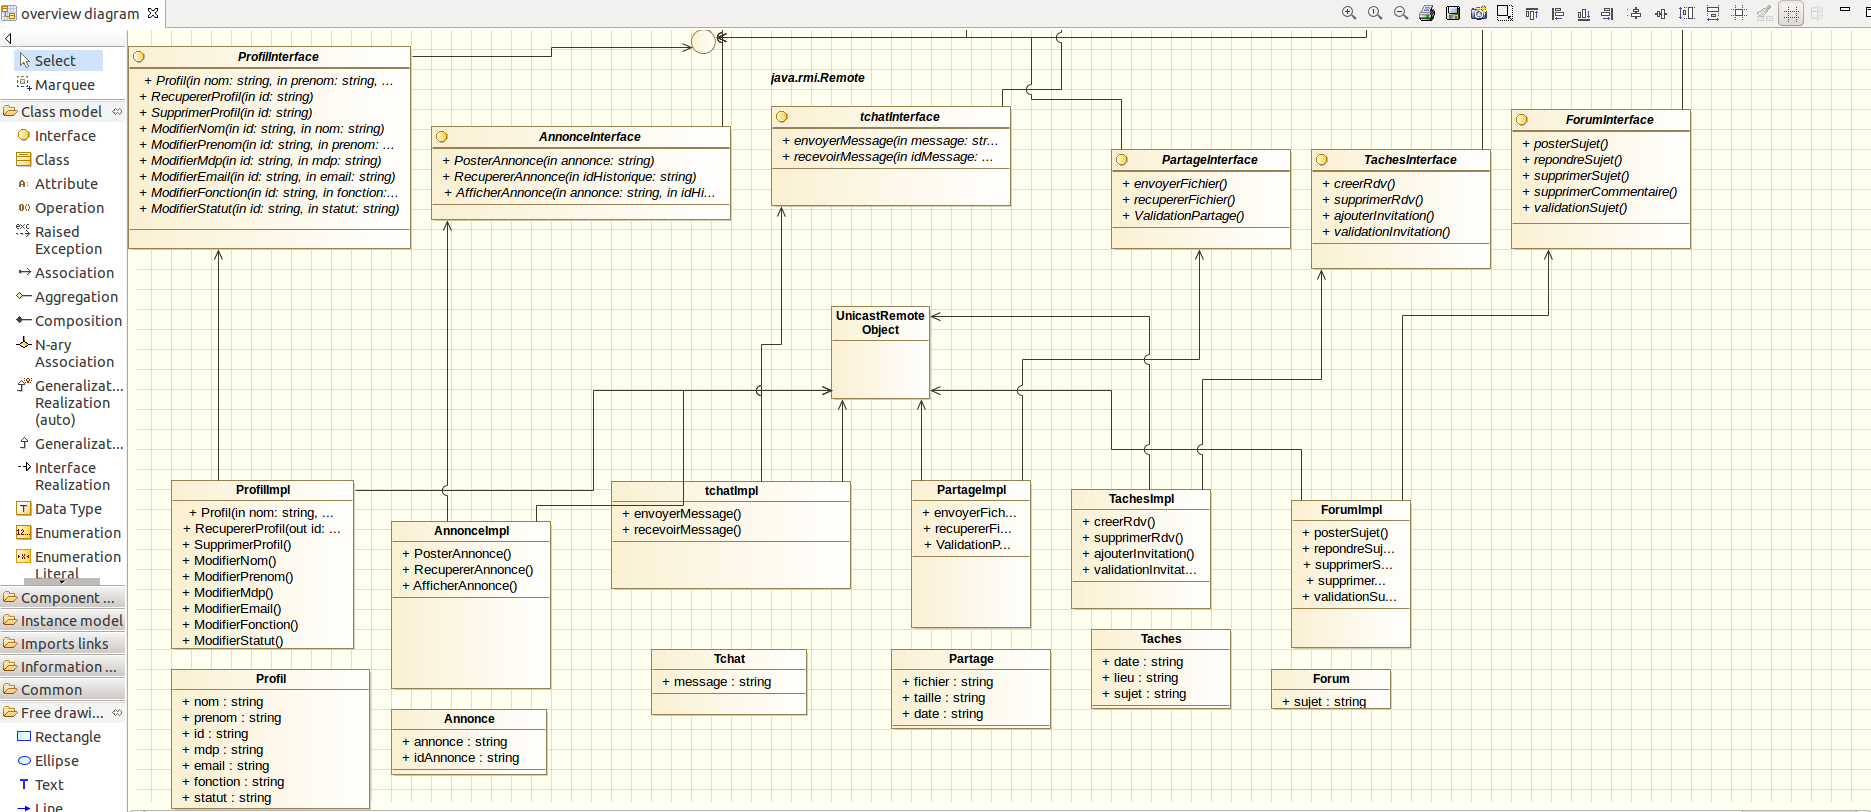 overview diagram
Select
Marquee
Class model
Interface
Class
Attribute
Operation
Raised
Exception
Association
Aggregation
Composition
N-ary
Association
Generalizat...
Realization
(auto)
Generalizat...
Interface
Realization
Data Type
Enumeration
Enumeration
Literal
Component ...
Instance model
Imports links
Information ...
Common
Free drawi...
Rectangle
Ellipse
Text
Line
ProfilInterface
+ Profil(in nom: string, in prenom: string, ...
+ RecupererProfil(in id: string)
+ SupprimerProfil(in id: string)
+ ModifierNom(in id: string, in nom: string)
+ ModifierPrenom(in id: string, in prenom: ...
+ ModifierMdp(in id: string, in mdp: string)
+ ModifierEmail(in id: string, in email: string)
+ ModifierFonction(in id: string, in fonction:...
+ ModifierStatut(in id: string, in statut: string)
AnnonceInterface
+ PosterAnnonce(in annonce: string)
+ RecupererAnnonce(in idHistorique: string)
+ AfficherAnnonce(in annonce: string, in idHi...
java.rmi.Remote
tchatInterface
+ envoyerMessage(in message: str...
+ recevoirMessage(in idMessage: ...
PartageInterface
+ envoyerFichier()
+ recupererFichier()
+ ValidationPartage()
TachesInterface
+ creerRdv()
+ supprimerRdv()
+ ajouterInvitation()
+ validationInvitation()
ForumInterface
+ posterSujet()
+ repondreSujet()
+ supprimerSujet()
+ supprimerCommentaire()
+ validationSujet()
UnicastRemote
Object
ProfilImpl
+ Profil(in nom: string, ...
+ RecupererProfil(out id: ...
+ SupprimerProfil()
+ ModifierNom()
+ ModifierPrenom()
+ ModifierMdp()
+ ModifierEmail()
+ ModifierFonction()
+ ModifierStatut()
AnnonceImpl
+ PosterAnnonce()
+ RecupererAnnonce()
+ AfficherAnnonce()
tchatImpl
+ envoyerMessage()
+ recevoirMessage()
PartageImpl
+ envoyerFich...
+ recupererFi...
+ ValidationP...
TachesImpl
+ creerRdv()
+ supprimerRdv()
+ ajouterInvitation()
+ validationInvitat...
ForumImpl
+ posterSujet()
+ repondreSuj...
+ supprimerS...
+ supprimer...
+ validationSu...
Profil
+ nom : string
+ prenom : string
+ id : string
+ mdp : string
+ email : string
+ fonction : string
+ statut : string
Annonce
+ annonce : string
+ idAnnonce : string
Tchat
+ message : string
Partage
+ fichier : string
+ taille : string
+ date : string
Taches
+ date : string
+ lieu : string
+ sujet : string
Forum
+ sujet : string